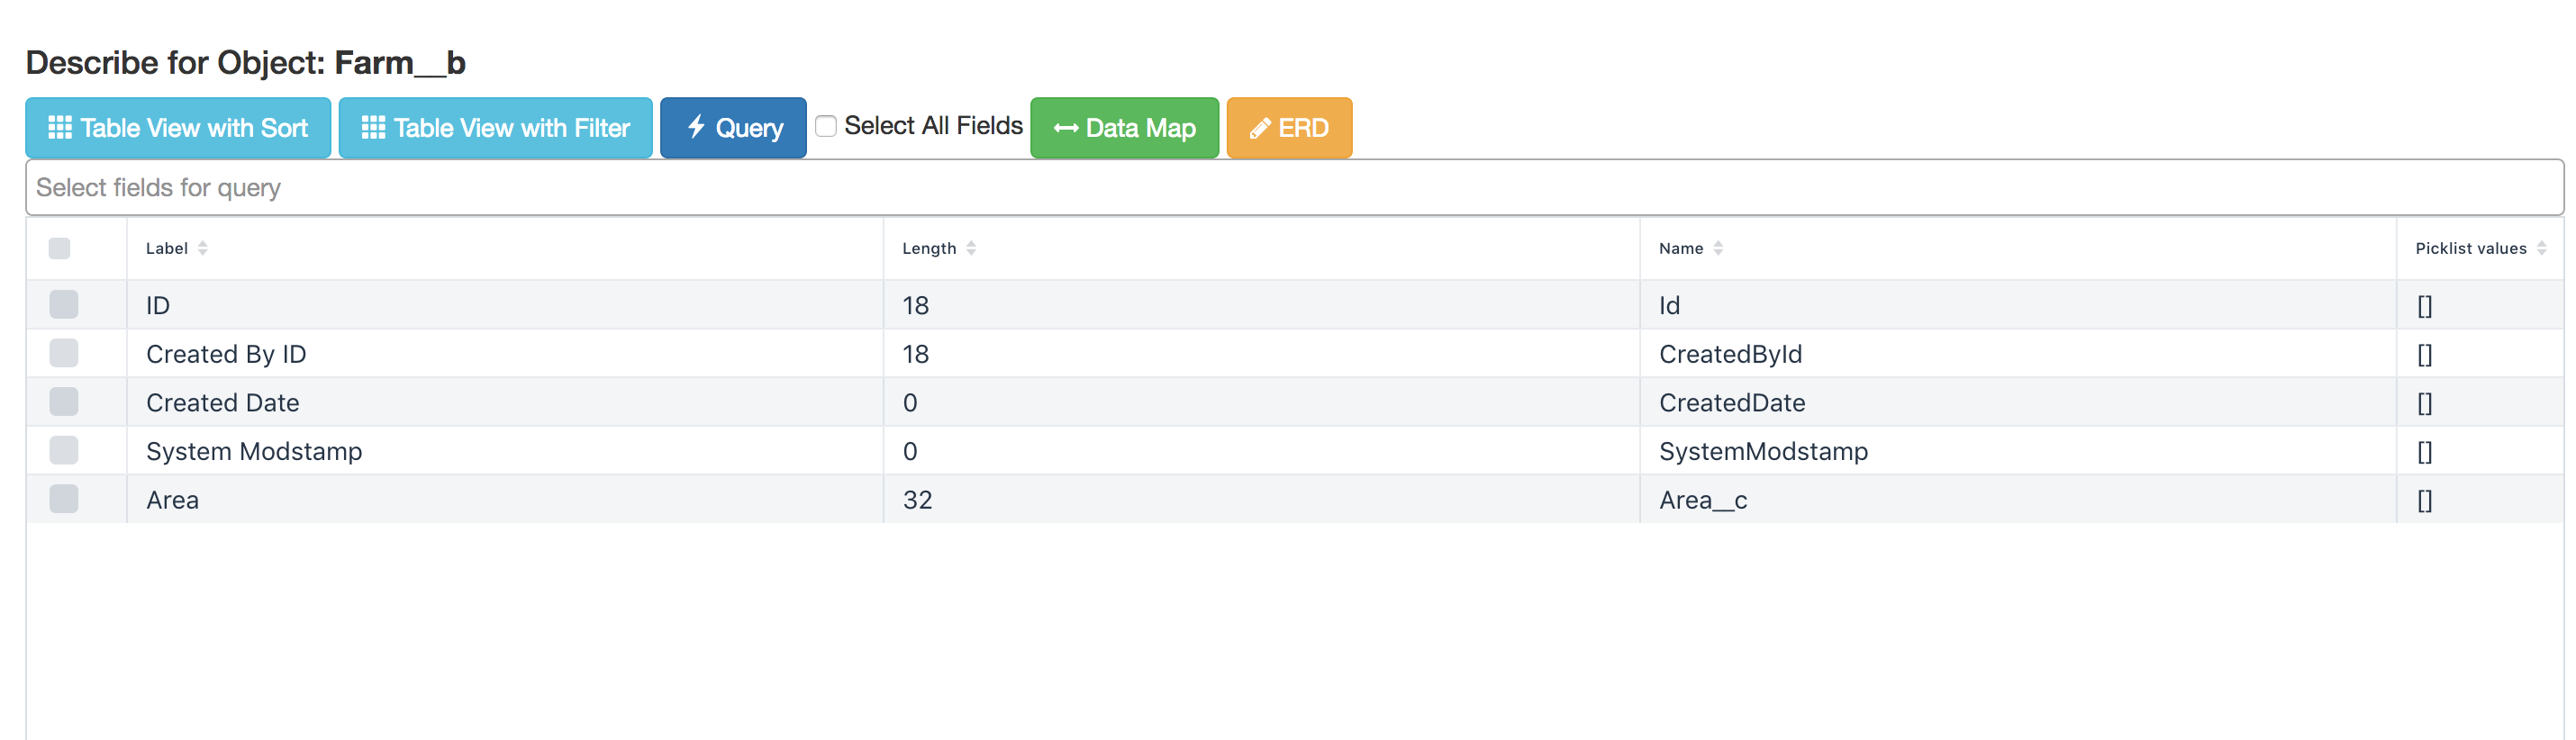 Describe for Object: Farm__b
Table View with Sort Table View with Filter Query Select All Fields Data Map ERD
Select fields for query
Label Length Name Picklist values
ID 18 Id []
Created By ID 18 CreatedById []
Created Date 0 CreatedDate []
System Modstamp 0 SystemModstamp []
Area 32 Area__c []